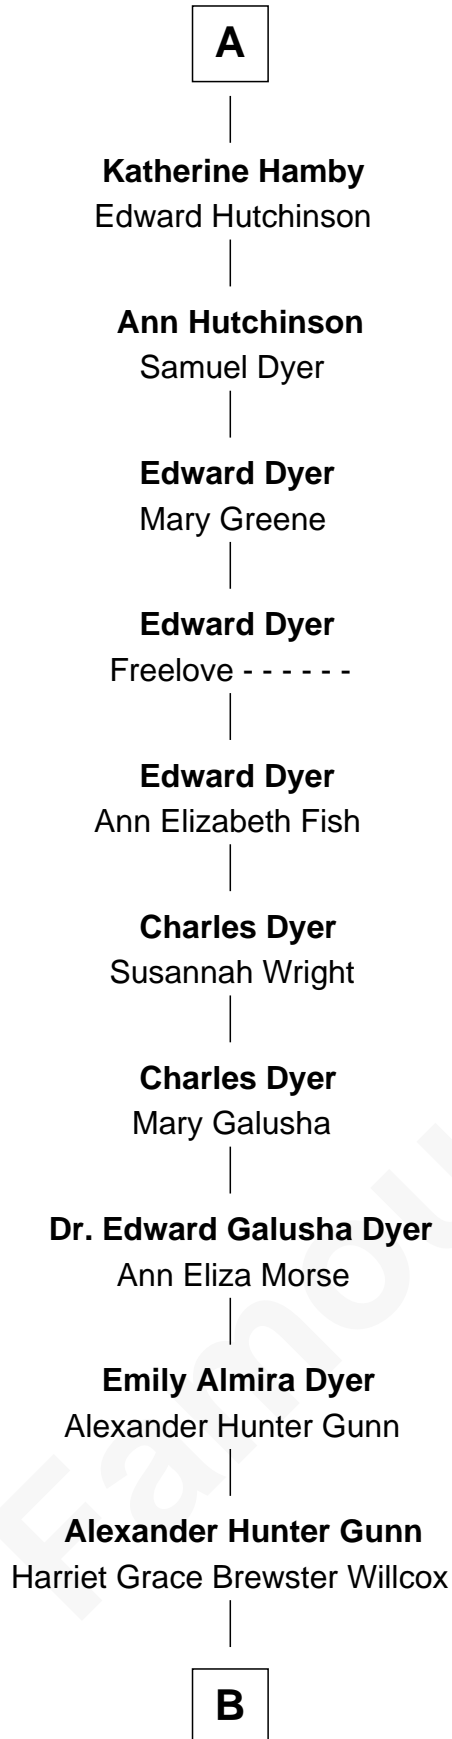 A
Katherine Hamby
Edward Hutchinson
Ann Hutchinson
Samuel Dyer
Edward Dyer
Mary Greene
Edward Dyer
Freelove - - - - - -
Edward Dyer
Ann Elizabeth Fish
Charles Dyer
Susannah Wright
Charles Dyer
Mary Galusha
Dr. Edward Galusha Dyer
Ann Eliza Morse
Emily Almira Dyer
Alexander Hunter Gunn
Alexander Hunter Gunn
Harriet Grace Brewster Willcox
B
Famou